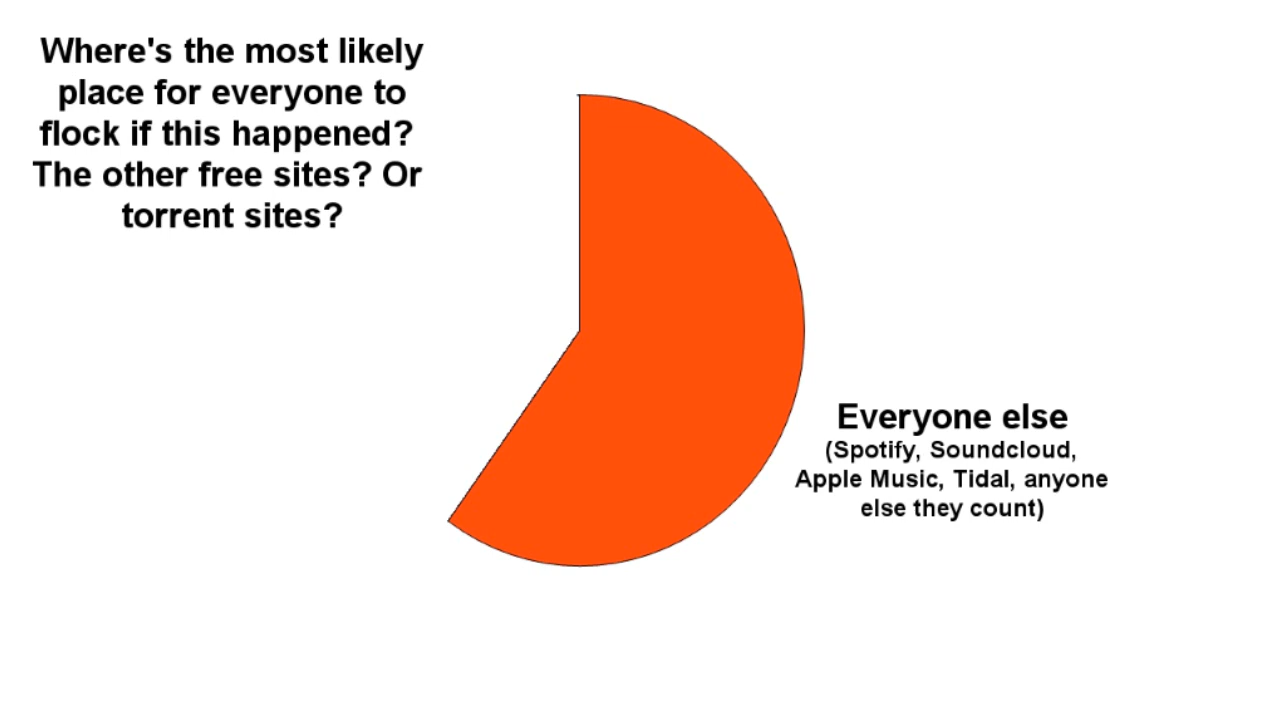 Where's the most likely
place for everyone to
flock if this happened?
The other free sites? Or
torrent sites?
Everyone else
(Spotify, Soundcloud,
Apple Music, Tidal, anyone
else they count)